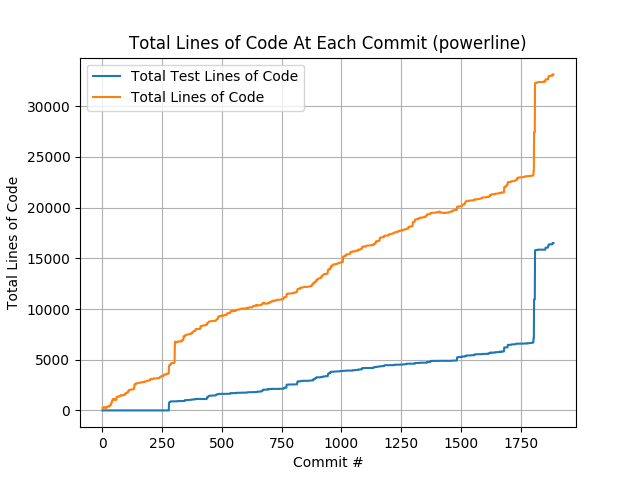 Total Lines of Code At Each Commit (powerline)
Total Test Lines of Code
Total Lines of Code
Total Lines of Code
30000
25000
20000
15000
10000
5000
0
0 250 500 750 1000 1250 1500 1750
Commit #